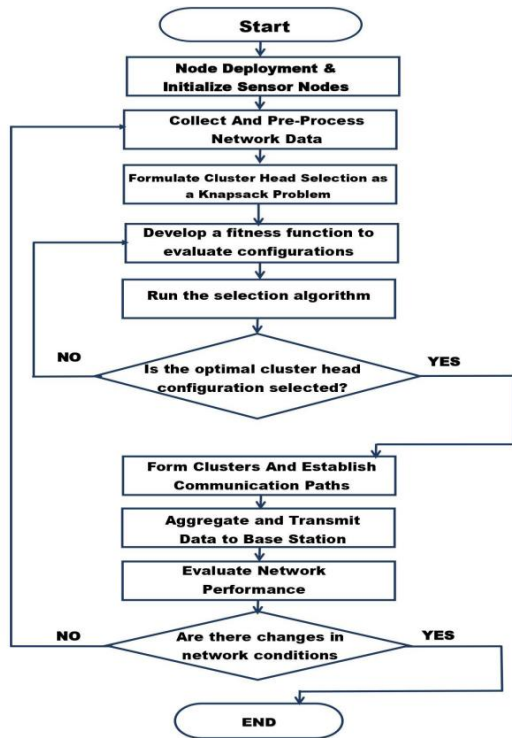 Start
Node Deployment &
Initialize Sensor Nodes
Collect And Pre-Process
Network Data
Formulate Cluster Head Selection as
a Knapsack Problem
Develop a fitness function to
evaluate configurations
Run the selection algorithm
NO
YES
Is the optimal cluster head
configuration selected?
Form Clusters And Establish
Communication Paths
Aggregate and Transmit
Data to Base Station
Evaluate Network
Performance
NO
YES
Are there changes in
network conditions
END